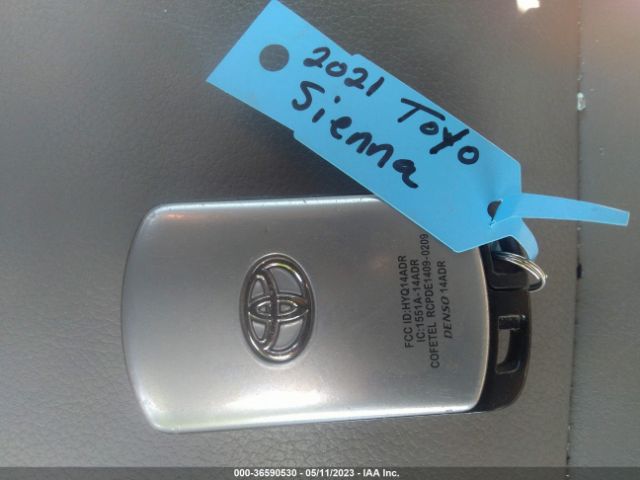 2021 Toyo
Sienna
FCC ID:HYQ14ADR
IC:1551A-14ADR
COFETEL RCPDE1409-0209
DENSO 14ADR
000-36590530 - 05/11/2023 - IAA Inc.